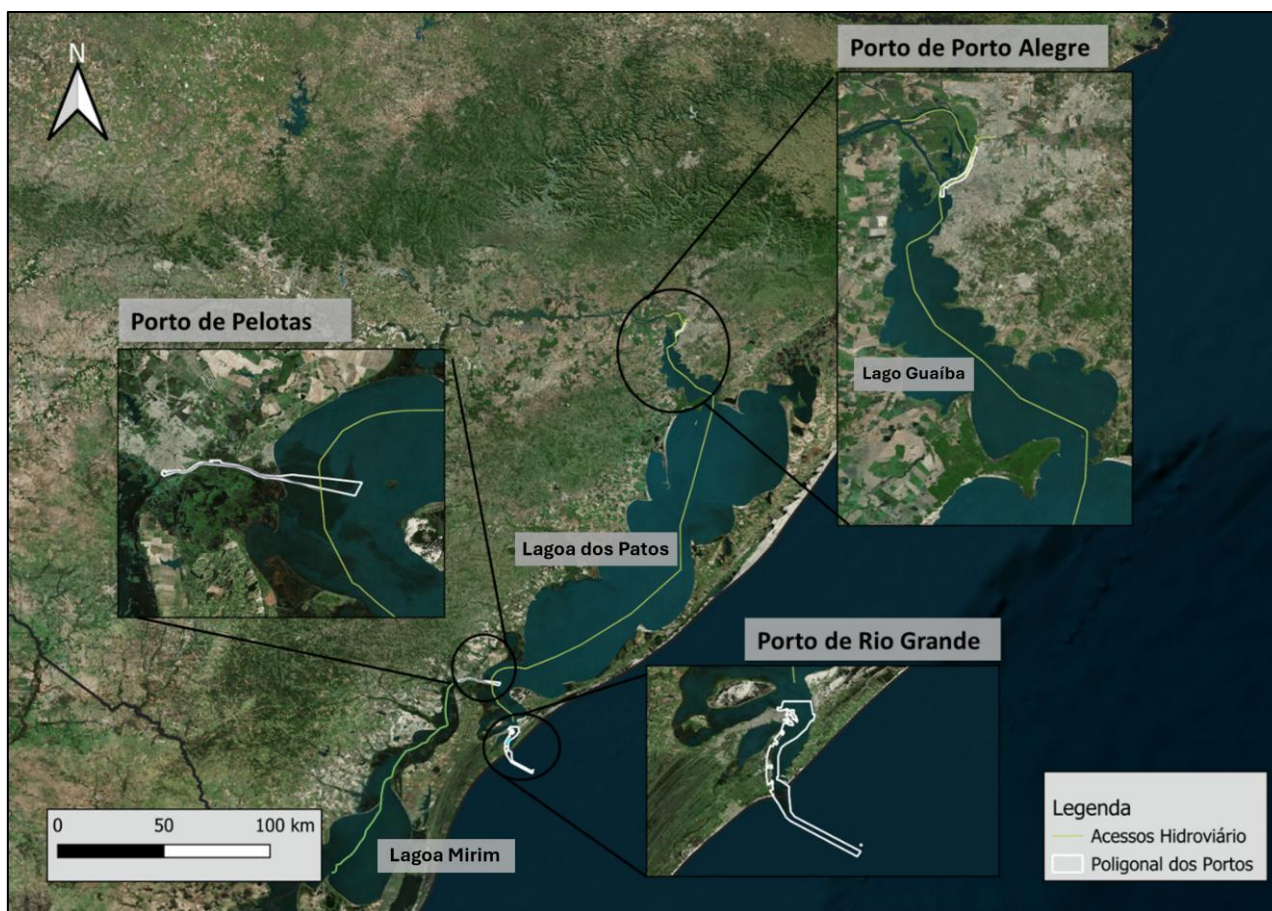 N
Porto de Porto Alegre
Porto de Pelotas
Lago Guaíba
Lagoa dos Patos
Porto de Rio Grande
Lagoa Mirim
0 50 100 km
Legenda
Acessos Hidroviário
Poligonal dos Portos